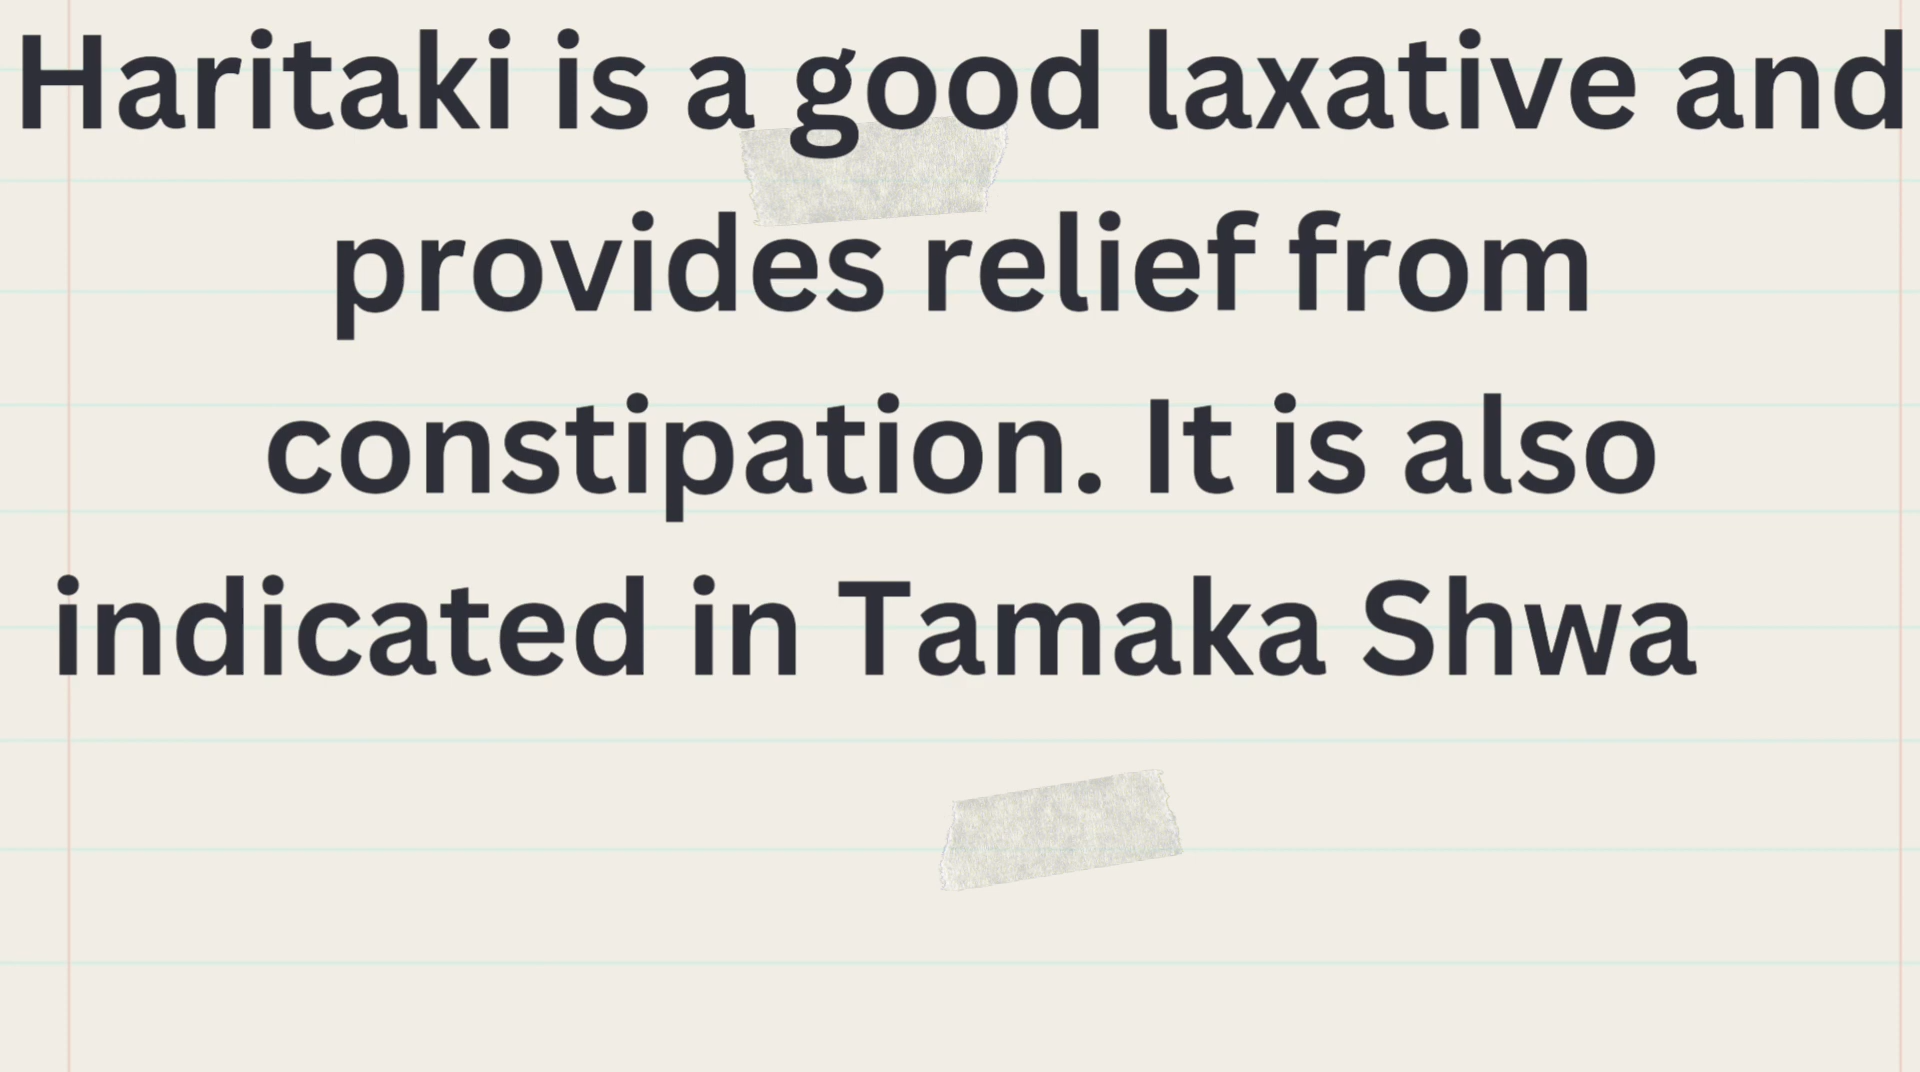 Haritaki is a good laxative and
provides relief from
constipation. It is also
indicated in Tamaka Shwa